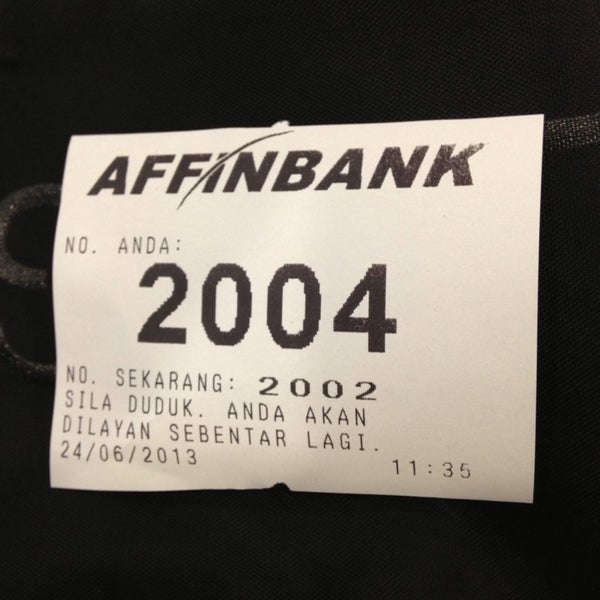 AFFINBANK
NO. ANDA:
2004
NO. SEKARANG: 2002
SILA DUDUK. ANDA AKAN
DILAYAN SEBENTAR LAGI.
24/06/2013 11:35